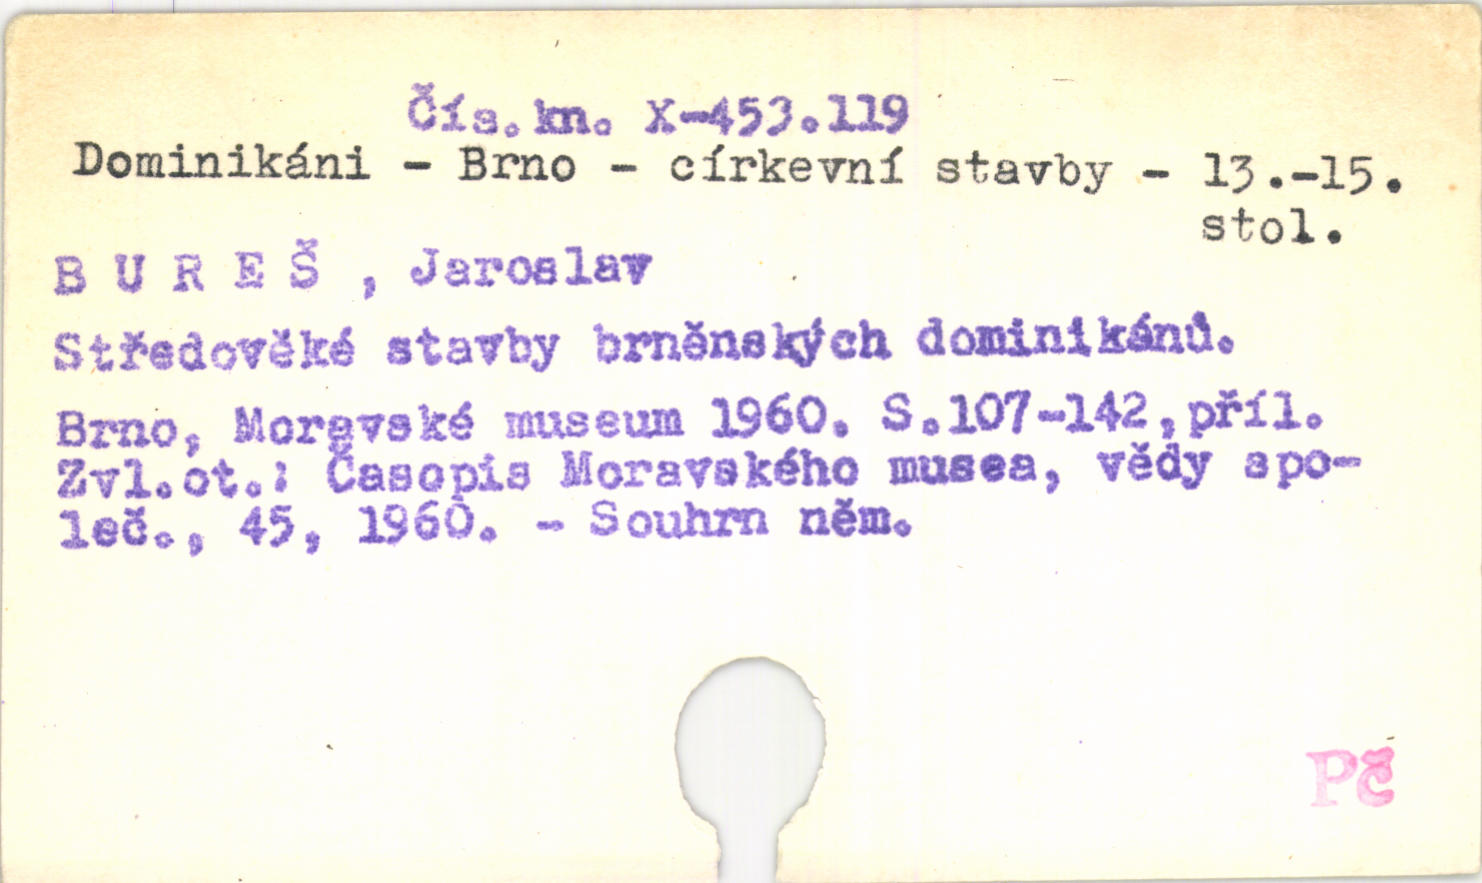 Čís.kn. X-453.119
Dominikáni - Brno - církevní stavby - 13.-15.
stol.
B U R E Š , Jaroslav
Středověké stavby brněnských dominikánů.
Brno, Moravské museum 1960. S.107-142,příl.
Zvl.ot.: Časopis Moravského musea, vědy spo-
leč., 45, 1960. - Souhrn něm.
Pč